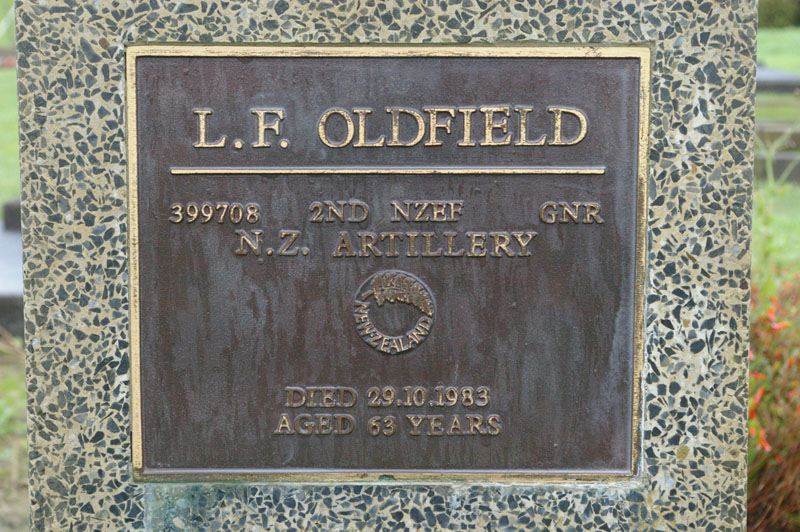 L.F. OLDFIELD
399708 2ND NZEF GNR
N.Z. ARTILLERY
NEW ZEALAND
DIED 29.10.1983
AGED 63 YEARS